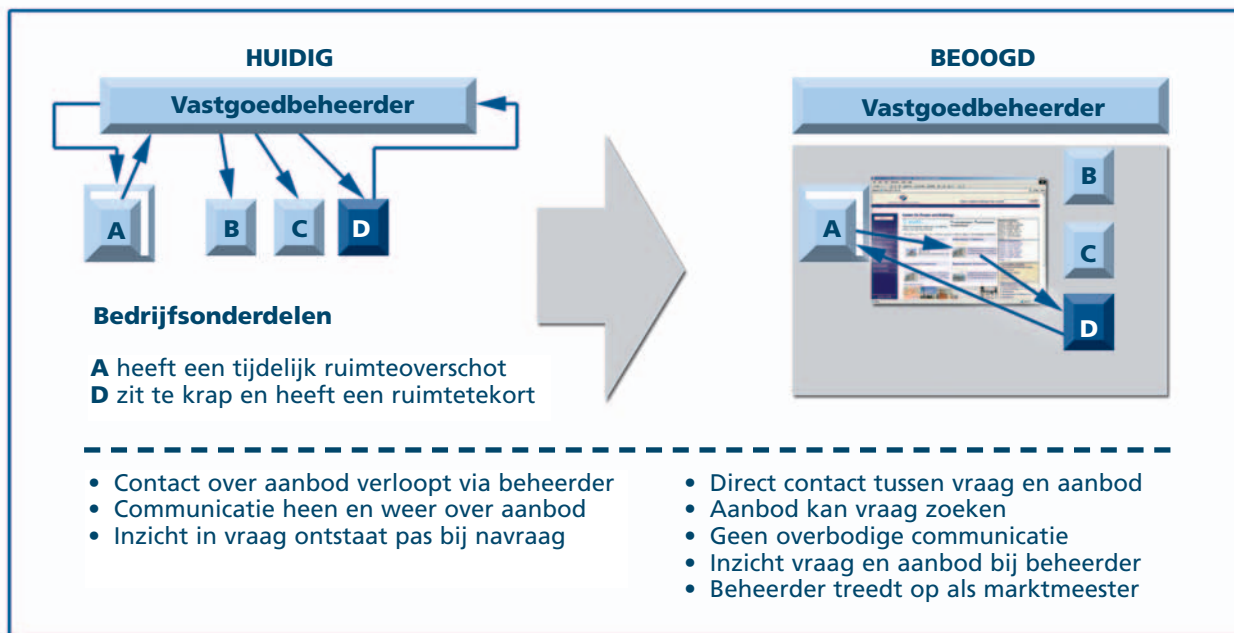 HUIDIG
Vastgoedbeheerder
A
B
C
D
Bedrijfsonderdelen
A heeft een tijdelijk ruimteoverschot
D zit te krap en heeft een ruimtetekort
• Contact over aanbod verloopt via beheerder
• Communicatie heen en weer over aanbod
• Inzicht in vraag ontstaat pas bij navraag
BEOOGD
Vastgoedbeheerder
A
B
C
D
• Direct contact tussen vraag en aanbod
• Aanbod kan vraag zoeken
• Geen overbodige communicatie
• Inzicht vraag en aanbod bij beheerder
• Beheerder treedt op als marktmeester